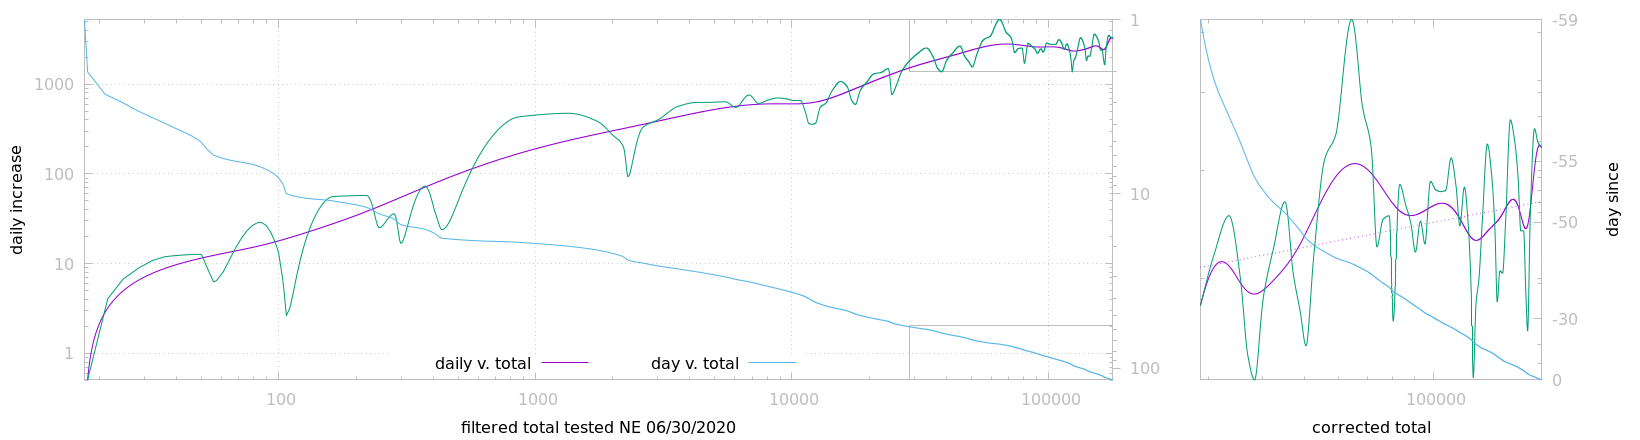 1 -59
1000
-55
daily increase 100 10 -50 day since
10
-30
1 daily v. total day v. total 100 0
100 1000 10000 100000 100000
filtered total tested NE 06/30/2020 corrected total